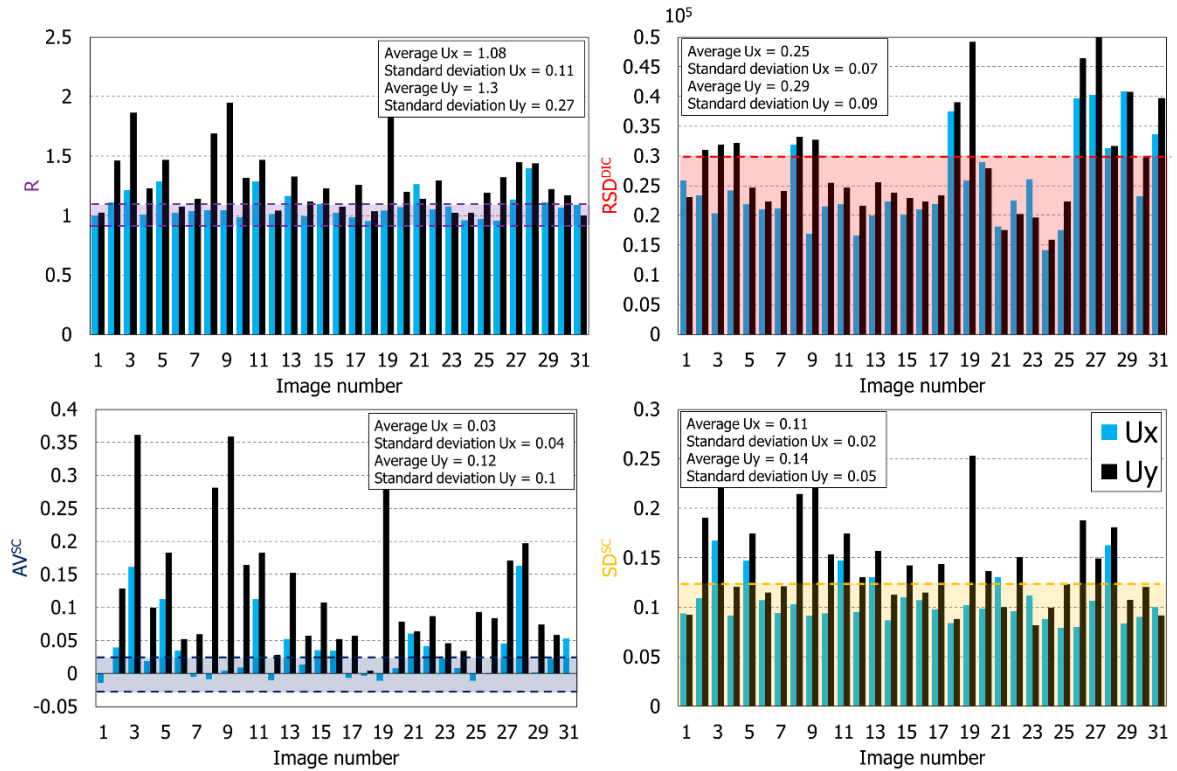 2.5
2
1.5
1
0.5
0
R
Average Ux = 1.08
Standard deviation Ux = 0.11
Average Uy = 1.3
Standard deviation Uy = 0.27
1 3 5 7 9 11 13 15 17 19 21 23 25 27 29 31
Image number
10⁵
0.5
0.45
0.4
0.35
0.3
0.25
0.2
0.15
0.1
0.05
0
RSD^DIC
Average Ux = 0.25
Standard deviation Ux = 0.07
Average Uy = 0.29
Standard deviation Uy = 0.09
1 3 5 7 9 11 13 15 17 19 21 23 25 27 29 31
Image number
0.4
0.35
0.3
0.25
0.2
0.15
0.1
0.05
0
-0.05
AV^SC
Average Ux = 0.03
Standard deviation Ux = 0.04
Average Uy = 0.12
Standard deviation Uy = 0.1
1 3 5 7 9 11 13 15 17 19 21 23 25 27 29 31
Image number
0.3
0.25
0.2
0.15
0.1
0.05
0
SD^SC
Average Ux = 0.11
Standard deviation Ux = 0.02
Average Uy = 0.14
Standard deviation Uy = 0.05
Ux
Uy
1 3 5 7 9 11 13 15 17 19 21 23 25 27 29 31
Image number